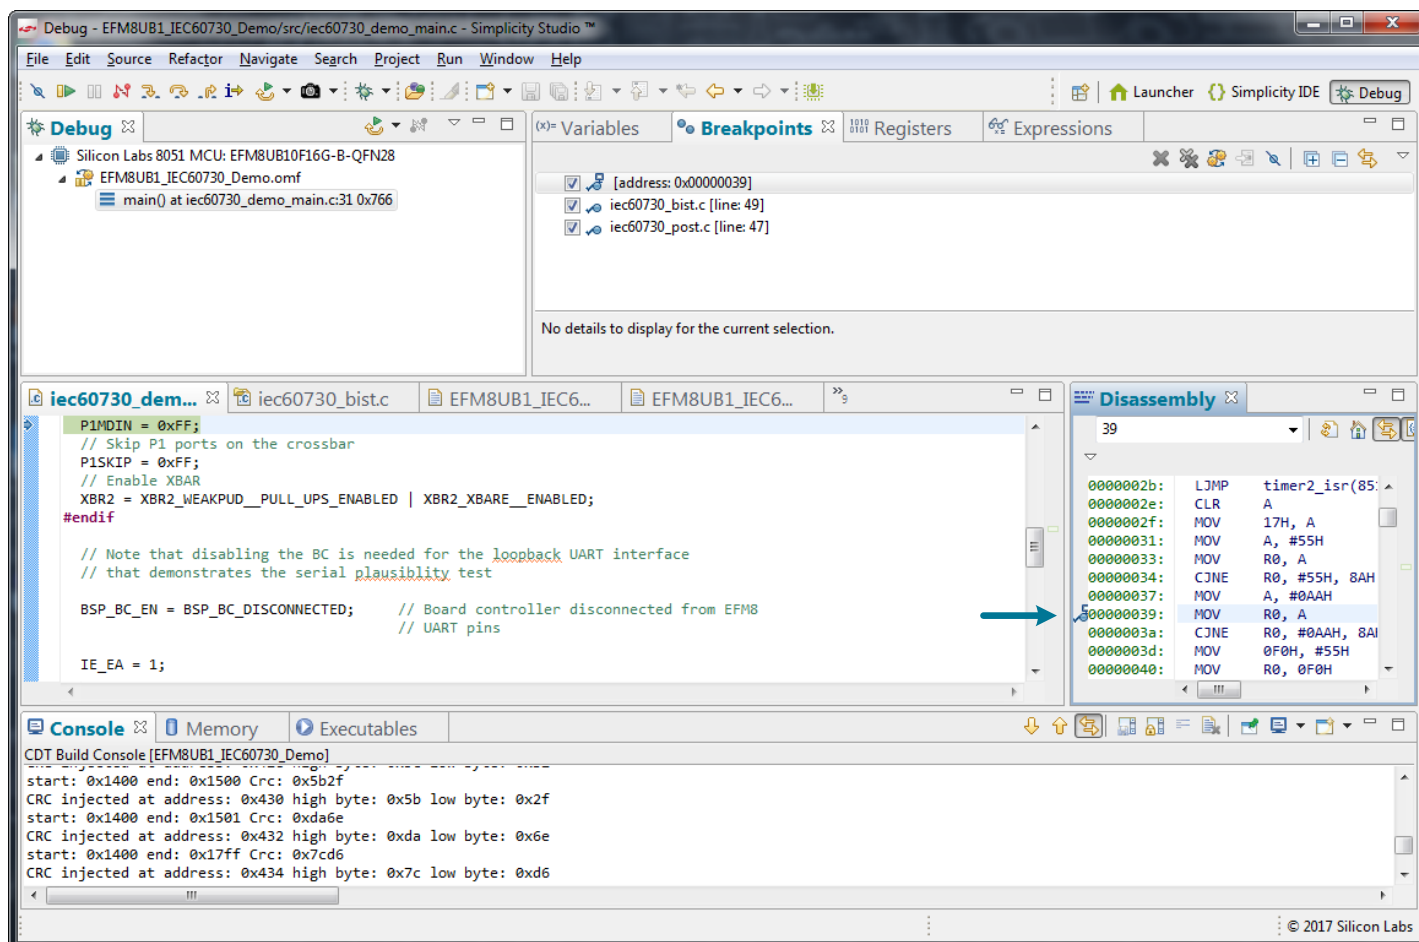 Debug - EFM8UB1_IEC60730_Demo/src/iec60730_demo_main.c - Simplicity Studio ™
File Edit Source Refactor Navigate Search Project Run Window Help
Launcher Simplicity IDE Debug
Debug
Silicon Labs 8051 MCU: EFM8UB10F16G-B-QFN28
EFM8UB1_IEC60730_Demo.omf
main() at iec60730_demo_main.c:31 0x766
(x)= Variables Breakpoints Registers Expressions
[address: 0x00000039]
iec60730_bist.c [line: 49]
iec60730_post.c [line: 47]
No details to display for the current selection.
iec60730_dem... iec60730_bist.c EFM8UB1_IEC6... EFM8UB1_IEC6... »9
P1MDIN = 0xFF;
// Skip P1 ports on the crossbar
P1SKIP = 0xFF;
// Enable XBAR
XBR2 = XBR2_WEAKPUD__PULL_UPS_ENABLED | XBR2_XBARE__ENABLED;
#endif
// Note that disabling the BC is needed for the loopback UART interface
// that demonstrates the serial plausiblity test
BSP_BC_EN = BSP_BC_DISCONNECTED; // Board controller disconnected from EFM8
// UART pins
IE_EA = 1;
Disassembly
39
0000002b: LJMP timer2_isr(851
0000002e: CLR A
0000002f: MOV 17H, A
00000031: MOV A, #55H
00000033: MOV R0, A
00000034: CJNE R0, #55H, 8AH
00000037: MOV A, #0AAH
00000039: MOV R0, A
0000003a: CJNE R0, #0AAH, 8AH
0000003d: MOV 0F0H, #55H
00000040: MOV R0, 0F0H
Console Memory Executables
CDT Build Console [EFM8UB1_IEC60730_Demo]
start: 0x1400 end: 0x1500 Crc: 0x5b2f
CRC injected at address: 0x430 high byte: 0x5b low byte: 0x2f
start: 0x1400 end: 0x1501 Crc: 0xda6e
CRC injected at address: 0x432 high byte: 0xda low byte: 0x6e
start: 0x1400 end: 0x17ff Crc: 0x7cd6
CRC injected at address: 0x434 high byte: 0x7c low byte: 0xd6
© 2017 Silicon Labs